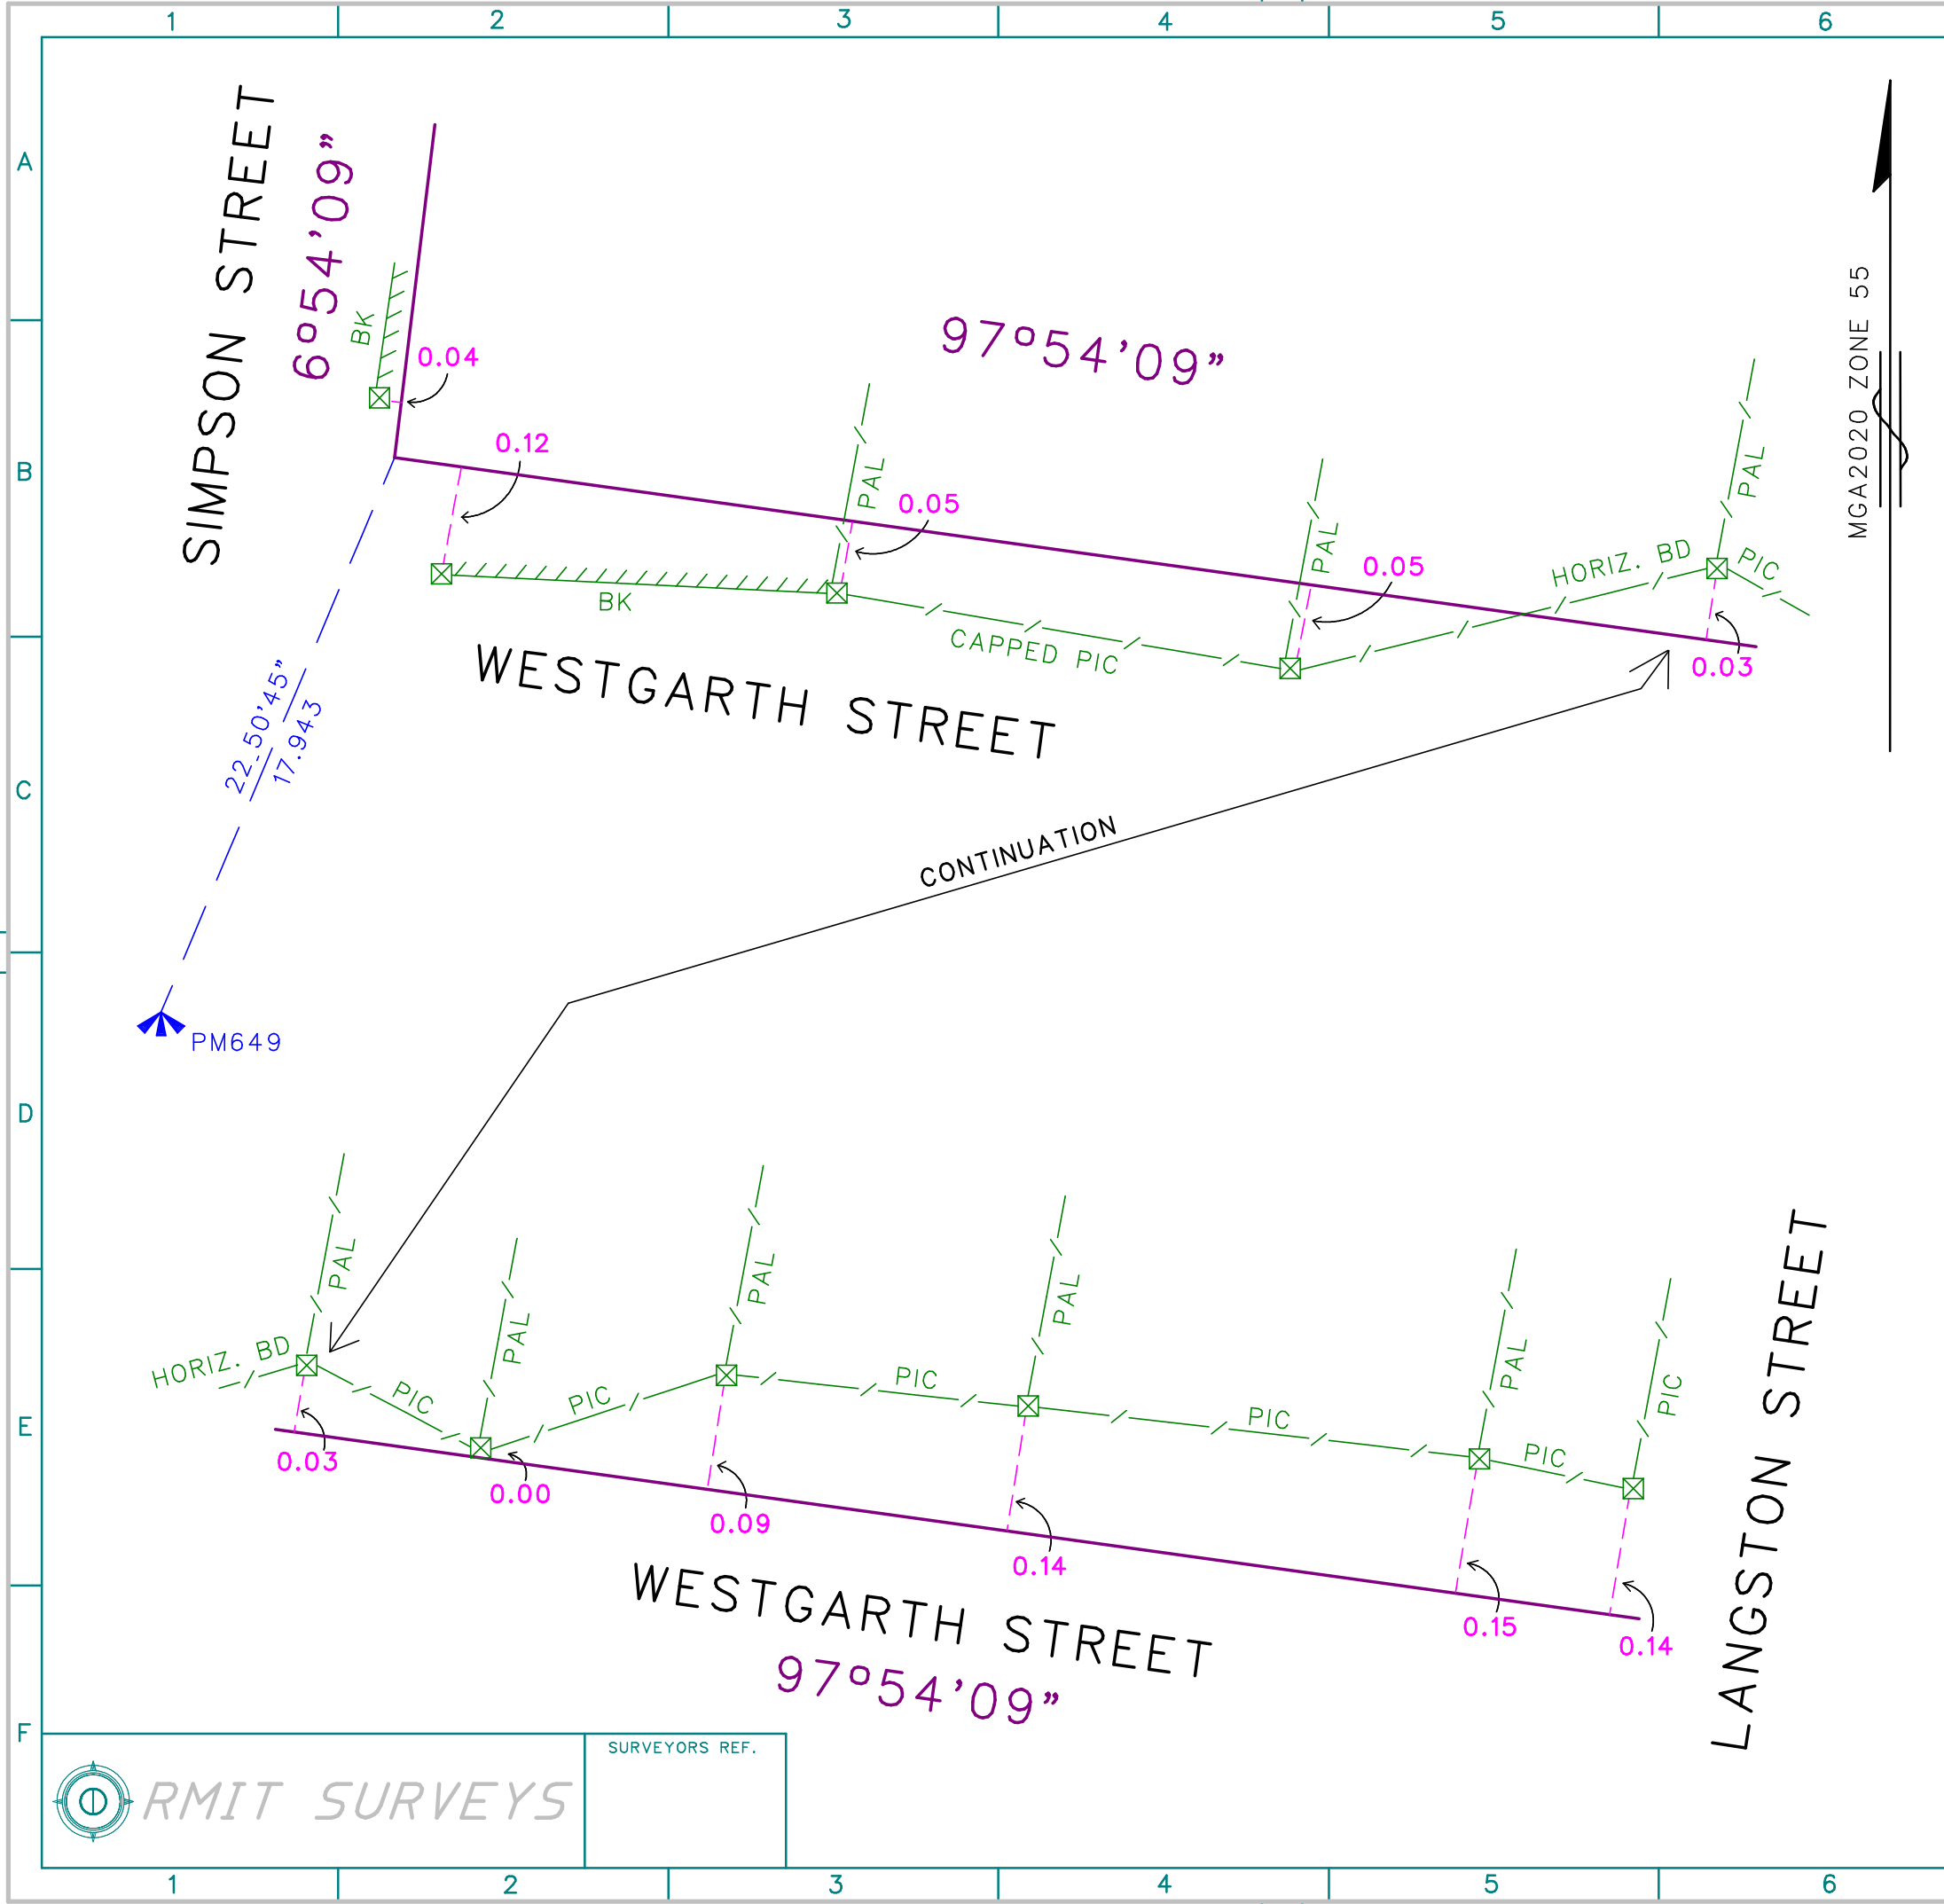 1 2 3 4 5 6
A
B
C
D
E
F
SIMPSON STREET
6°54'09"
BK
0.04
0.12
97°54'09"
PAL
0.05
PAL
0.05
HORIZ. BD
PAL
PIC
0.03
MGA2020 ZONE 55
BK
CAPPED PIC
WESTGARTH STREET
22°50'45"
17.943
CONTINUATION
PM649
PAL
PAL
PAL
PAL
PAL
PIC
HORIZ. BD
PIC
PIC
PIC
PIC
PIC
0.03
0.00
0.09
0.14
0.15
0.14
WESTGARTH STREET
97°54'09"
LANGSTON STREET
RMIT SURVEYS
SURVEYORS REF.
1 2 3 4 5 6